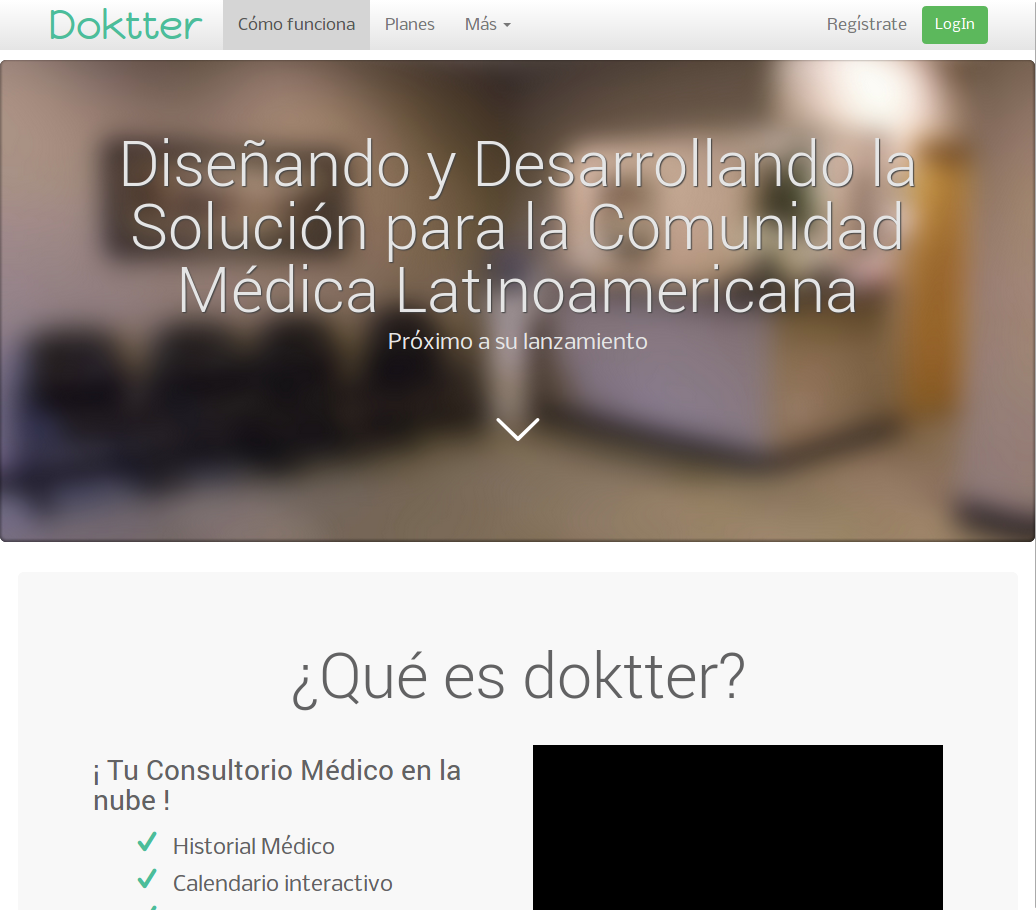 Doktter
Cómo funciona
Planes
Más
Regístrate
LogIn
Diseñando y Desarrollando la
Solución para la Comunidad
Médica Latinoamericana
Próximo a su lanzamiento
¿Qué es doktter?
¡ Tu Consultorio Médico en la
nube !
Historial Médico
Calendario interactivo